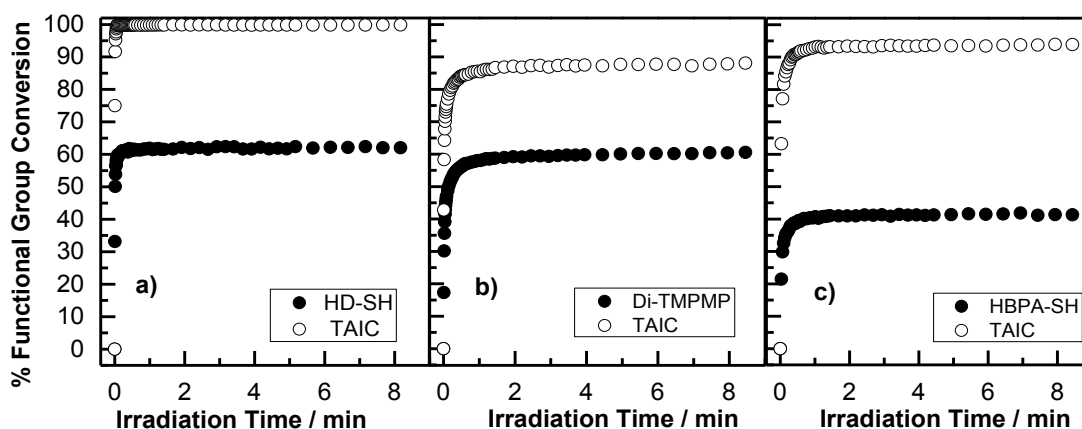 % Functional Group Conversion
100
90
80
70
60
50
40
30
20
10
0
a)
HD-SH
TAIC
0 2 4 6 8
Irradiation Time / min
b)
Di-TMPMP
TAIC
0 2 4 6 8
Irradiation Time / min
c)
HBPA-SH
TAIC
0 2 4 6 8
Irradiation Time / min